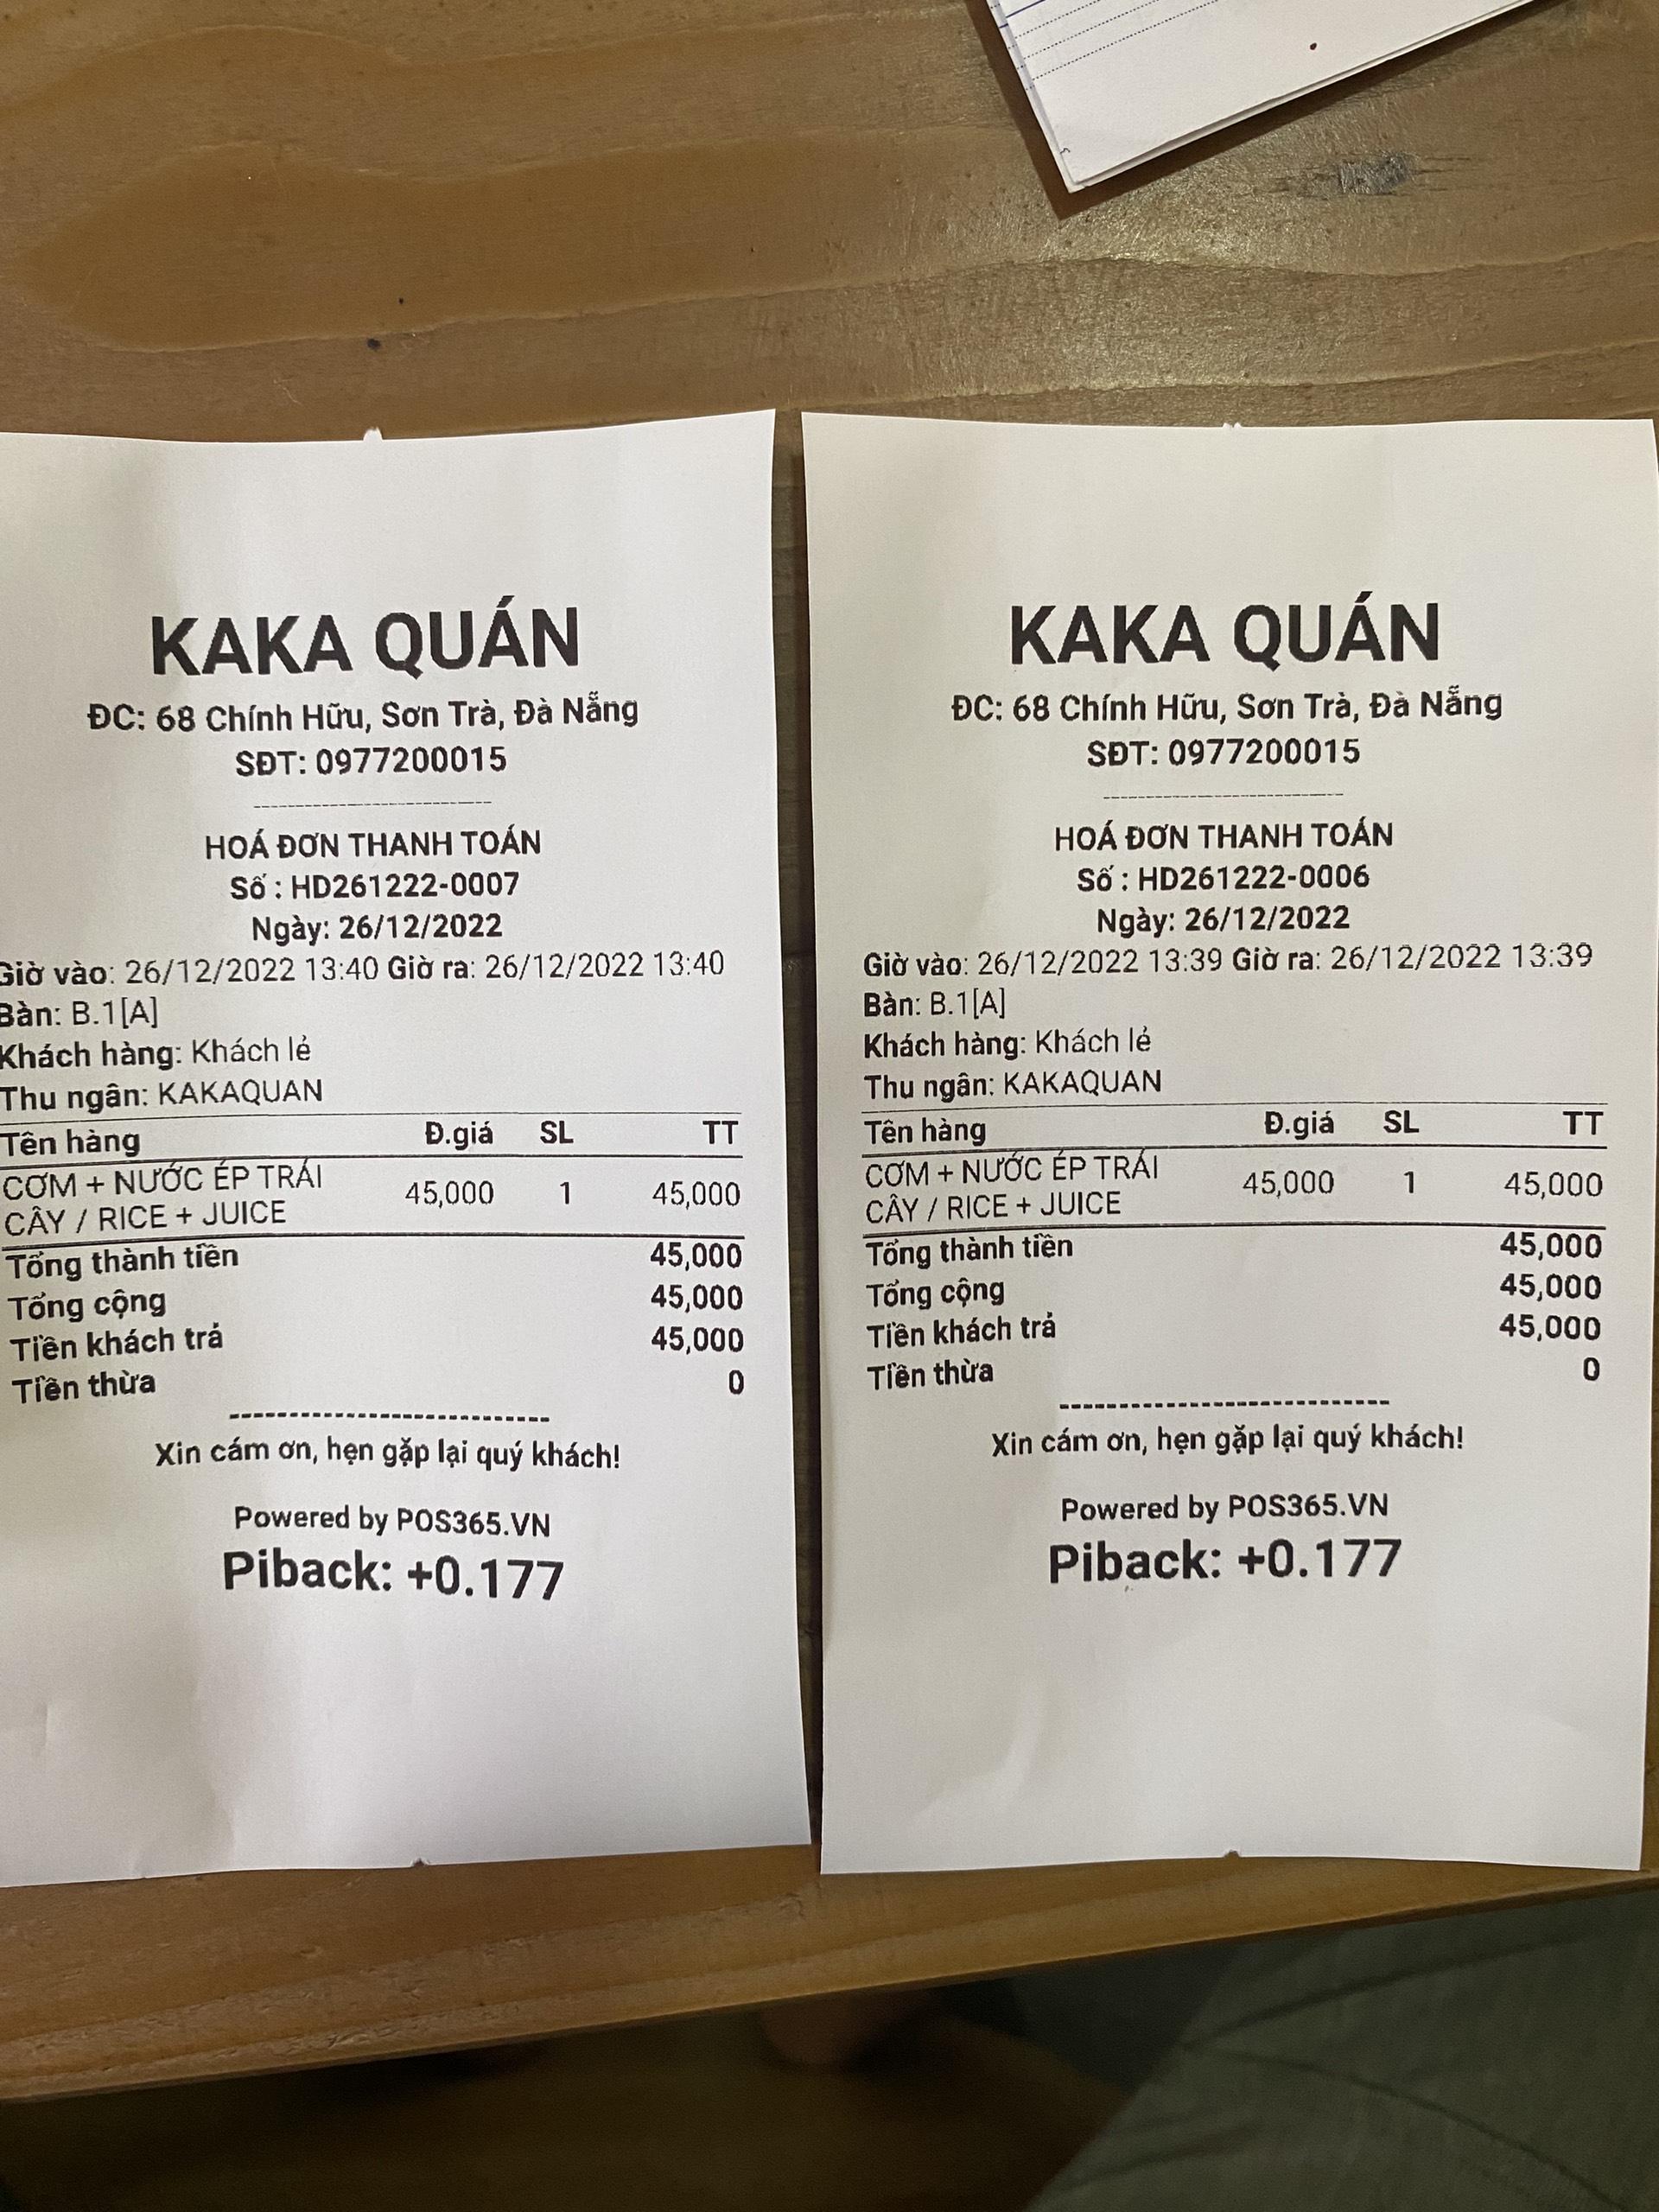 KAKA QUÁN
ĐC: 68 Chính Hữu, Sơn Trà, Đà Nẵng
SĐT: 0977200015
HOÁ ĐƠN THANH TOÁN
Số : HD261222-0007
Ngày: 26/12/2022
Giờ vào: 26/12/2022 13:40 Giờ ra: 26/12/2022 13:40
Bàn: B.1[A]
Khách hàng: Khách lẻ
Thu ngân: KAKAQUAN
Tên hàng Đ.giá SL TT
CƠM + NƯỚC ÉP TRÁI
CÂY / RICE + JUICE 45,000 1 45,000
Tổng thành tiền 45,000
Tổng cộng 45,000
Tiền khách trả 45,000
Tiền thừa 0
---------------------------
Xin cám ơn, hẹn gặp lại quý khách!
Powered by POS365.VN
Piback: +0.177
KAKA QUÁN
ĐC: 68 Chính Hữu, Sơn Trà, Đà Nẵng
SĐT: 0977200015
HOÁ ĐƠN THANH TOÁN
Số : HD261222-0006
Ngày: 26/12/2022
Giờ vào: 26/12/2022 13:39 Giờ ra: 26/12/2022 13:39
Bàn: B.1[A]
Khách hàng: Khách lẻ
Thu ngân: KAKAQUAN
Tên hàng Đ.giá SL TT
CƠM + NƯỚC ÉP TRÁI
CÂY / RICE + JUICE 45,000 1 45,000
Tổng thành tiền 45,000
Tổng cộng 45,000
Tiền khách trả 45,000
Tiền thừa 0
---------------------------
Xin cám ơn, hẹn gặp lại quý khách!
Powered by POS365.VN
Piback: +0.177